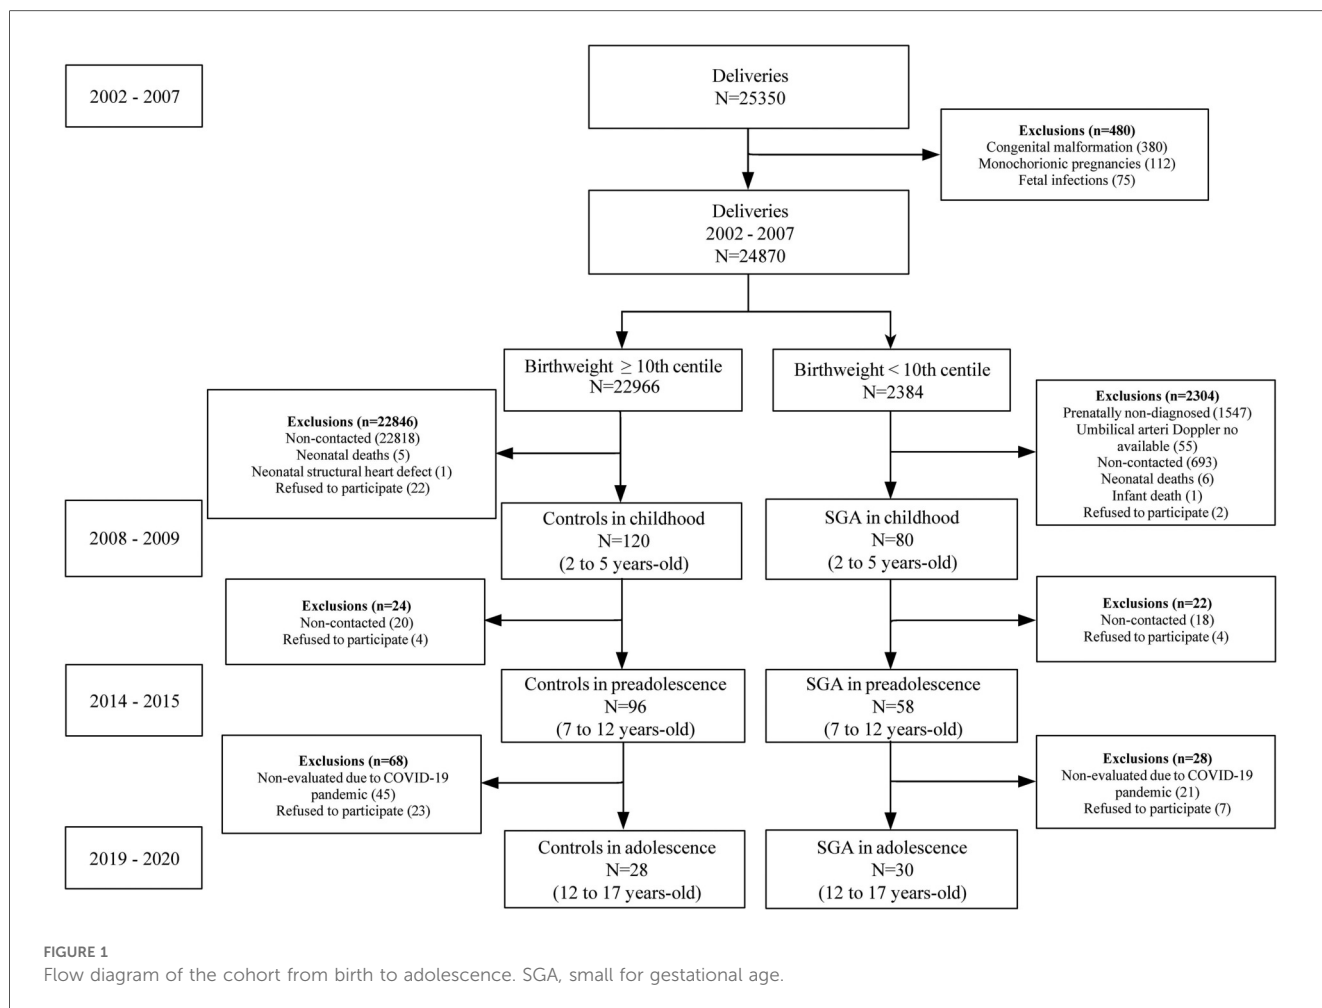 2002 - 2007
Deliveries
N=25350
Exclusions (n=480)
Congenital malformation (380)
Monochorionic pregnancies (112)
Fetal infections (75)
Deliveries
2002 - 2007
N=24870
Birthweight ≥ 10th centile
N=22966
Birthweight < 10th centile
N=2384
Exclusions (n=22846)
Non-contacted (22818)
Neonatal deaths (5)
Neonatal structural heart defect (1)
Refused to participate (22)
Exclusions (n=2304)
Prenatally non-diagnosed (1547)
Umbilical arteri Doppler no
available (55)
Non-contacted (693)
Neonatal deaths (6)
Infant death (1)
Refused to participate (2)
2008 - 2009
Controls in childhood
N=120
(2 to 5 years-old)
SGA in childhood
N=80
(2 to 5 years-old)
Exclusions (n=24)
Non-contacted (20)
Refused to participate (4)
Exclusions (n=22)
Non-contacted (18)
Refused to participate (4)
2014 - 2015
Controls in preadolescence
N=96
(7 to 12 years-old)
SGA in preadolescence
N=58
(7 to 12 years-old)
Exclusions (n=68)
Non-evaluated due to COVID-19
pandemic (45)
Refused to participate (23)
Exclusions (n=28)
Non-evaluated due to COVID-19
pandemic (21)
Refused to participate (7)
2019 - 2020
Controls in adolescence
N=28
(12 to 17 years-old)
SGA in adolescence
N=30
(12 to 17 years-old)
FIGURE 1
Flow diagram of the cohort from birth to adolescence. SGA, small for gestational age.